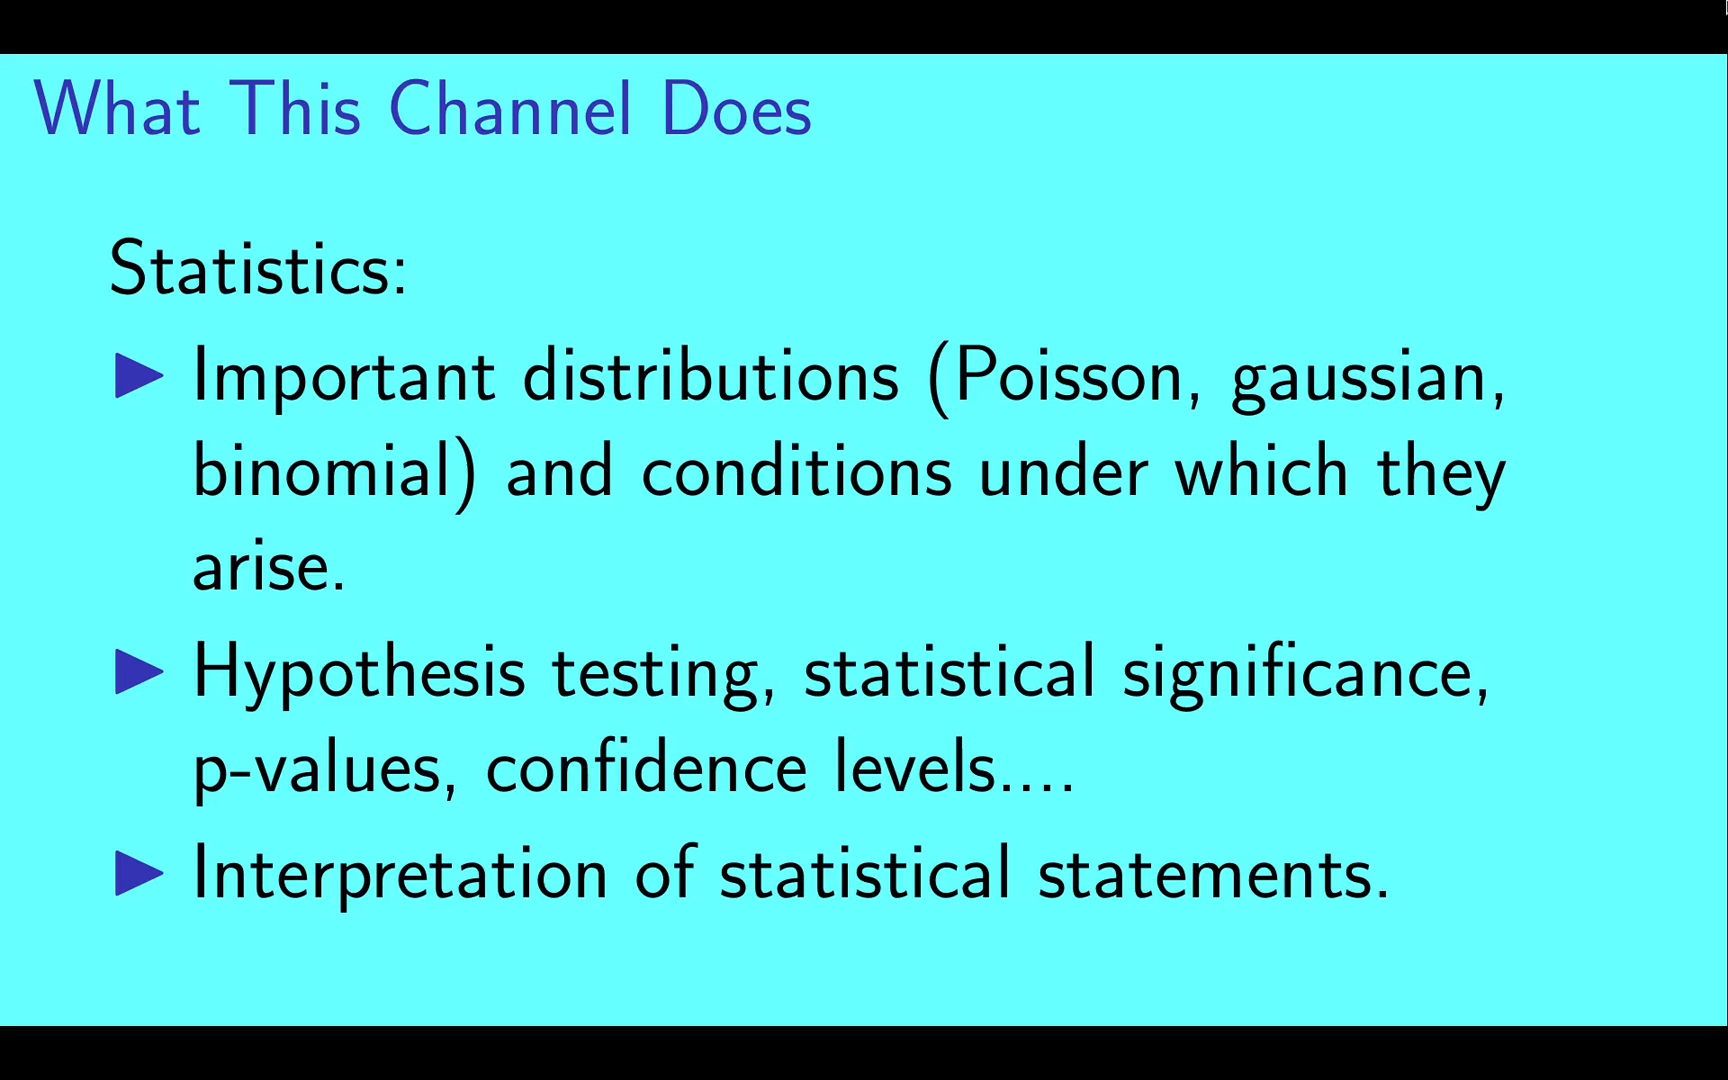 What This Channel Does
Statistics:
▶ Important distributions (Poisson, gaussian,
binomial) and conditions under which they
arise.
▶ Hypothesis testing, statistical significance,
p-values, confidence levels....
▶ Interpretation of statistical statements.